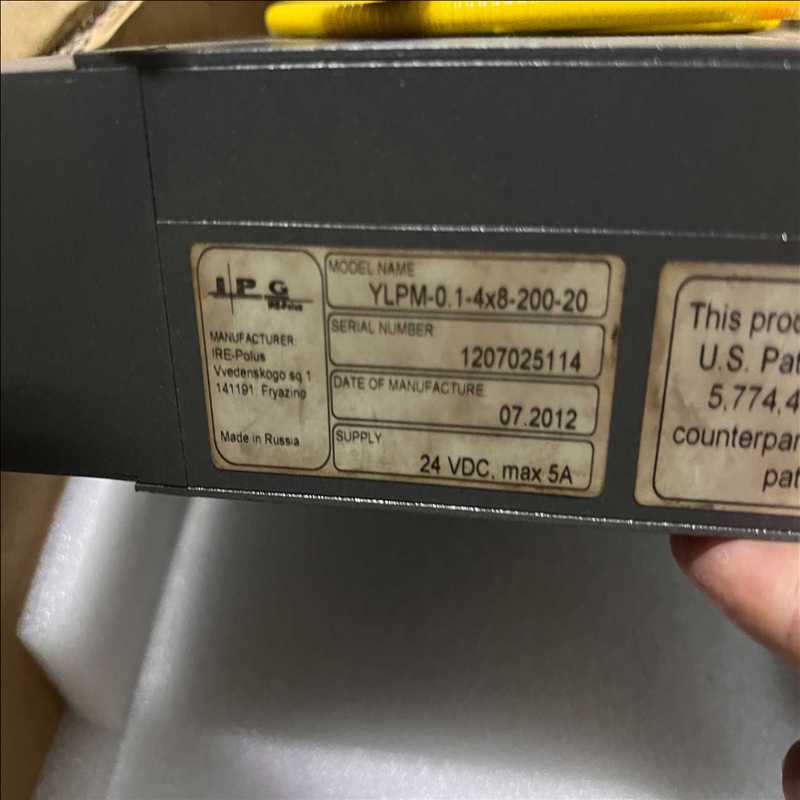 IPG
IRE-Polus
MANUFACTURER
IRE-Polus
Vvedenskogo sq 1
141191 Fryazino
Made in Russia
MODEL NAME
YLPM-0.1-4x8-200-20
SERIAL NUMBER
1207025114
DATE OF MANUFACTURE
07.2012
SUPPLY
24 VDC, max 5A
This proc
U.S. Pat
5,774,4
counterpar
pat